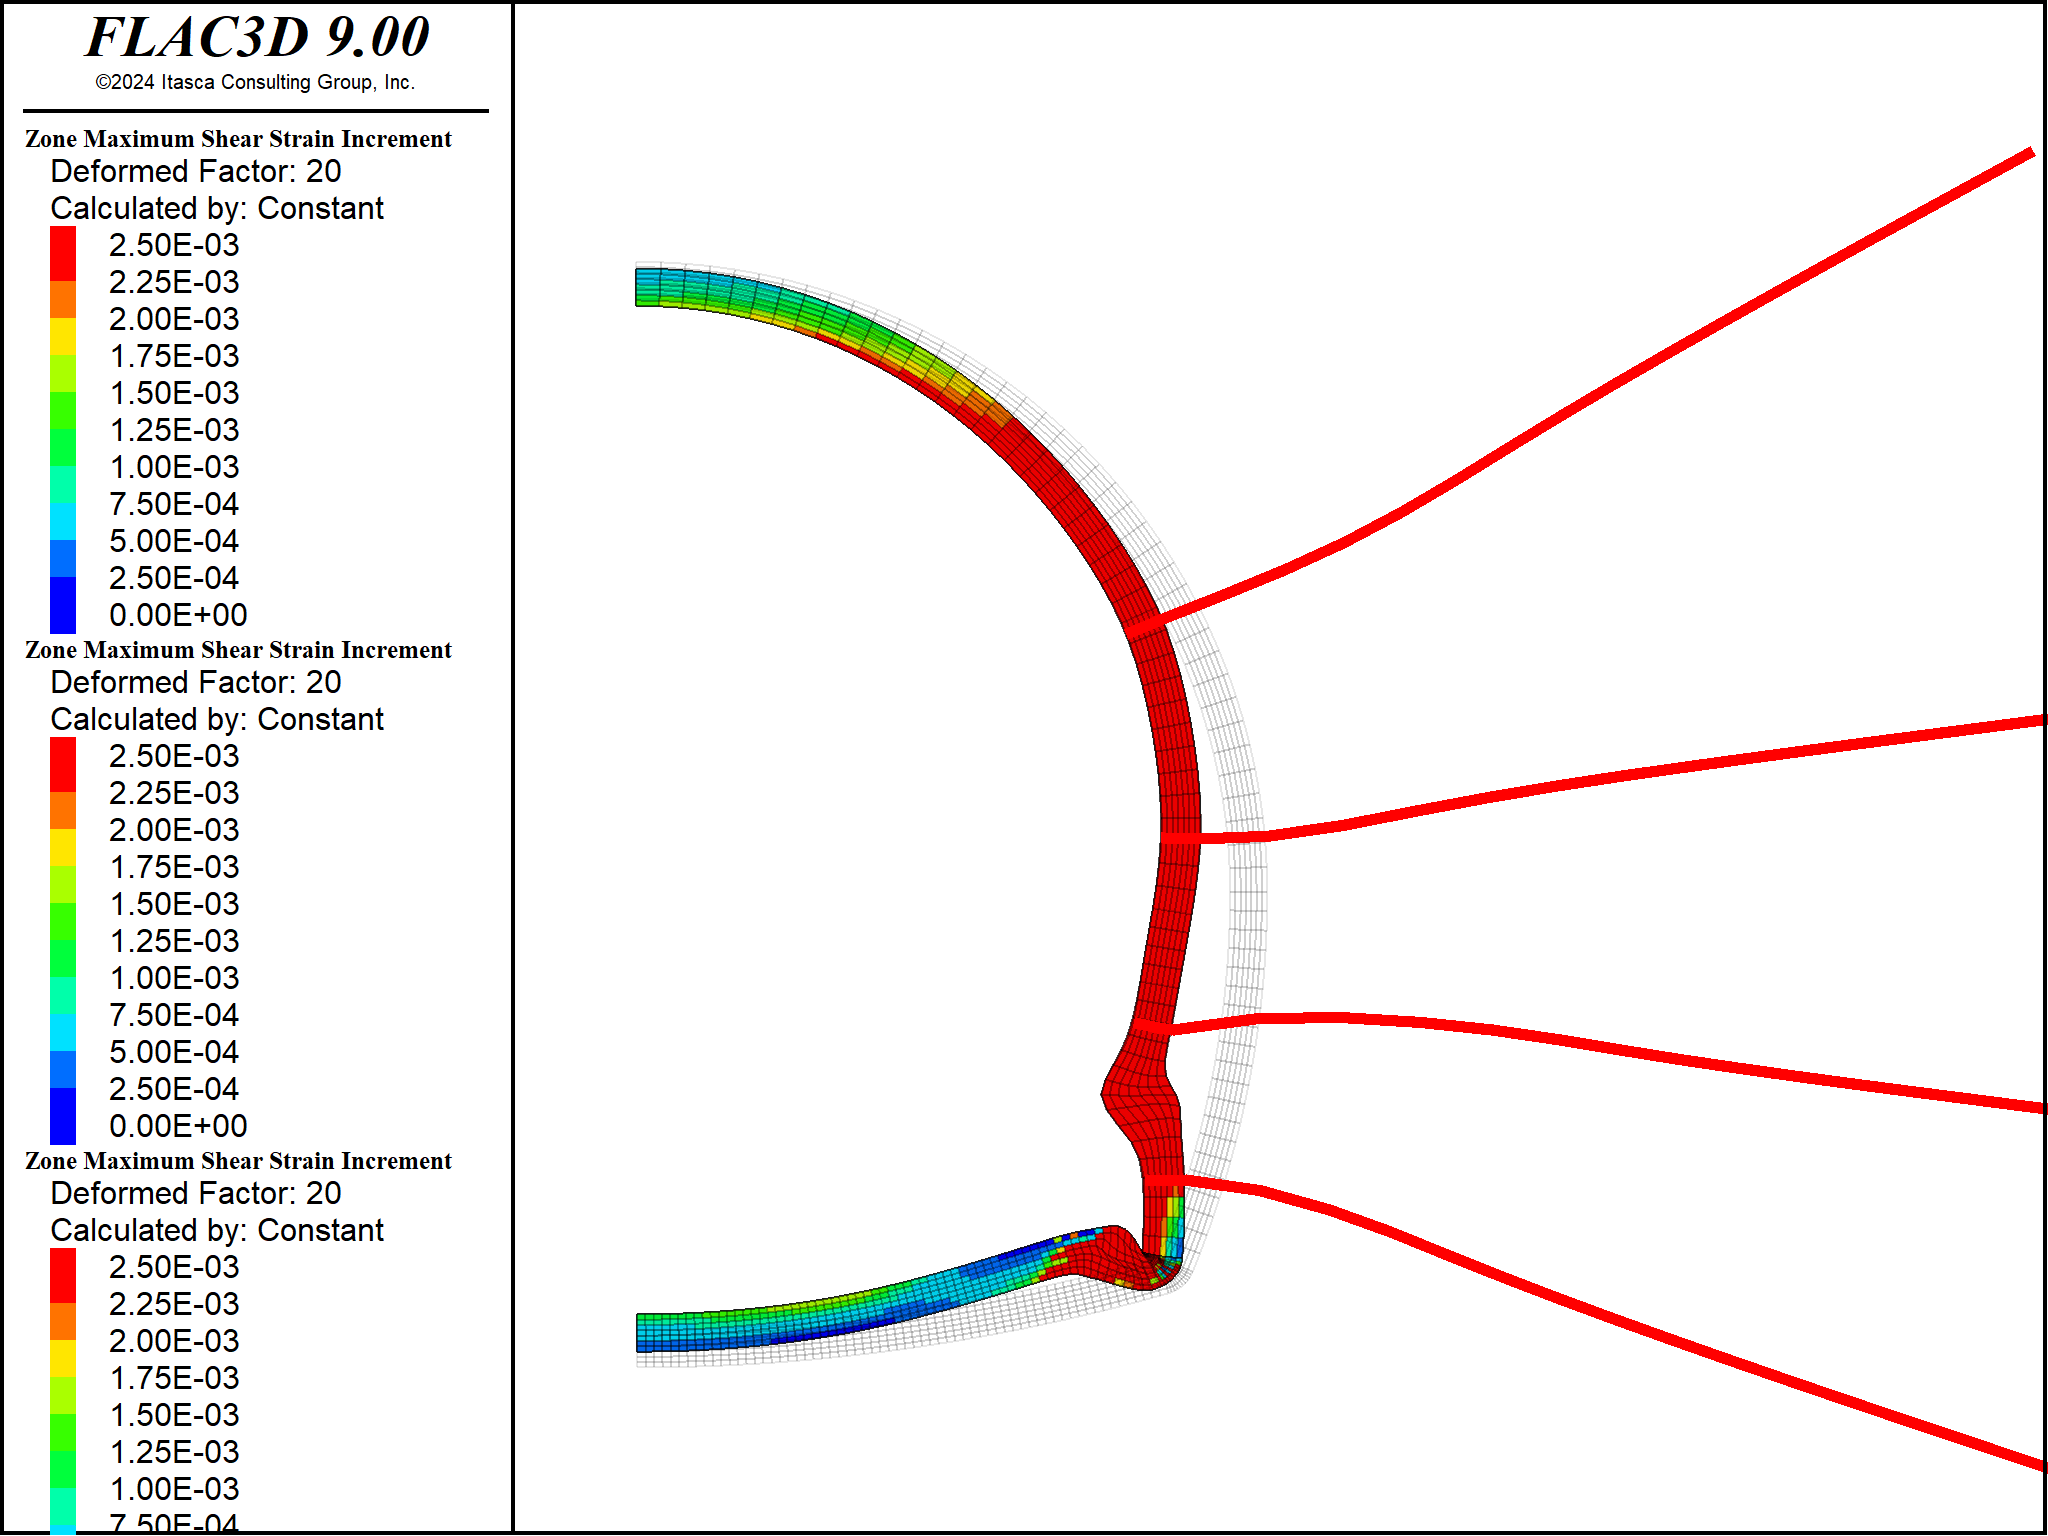 FLAC3D 9.00
©2024 Itasca Consulting Group, Inc.
Zone Maximum Shear Strain Increment
Deformed Factor: 20
Calculated by: Constant
2.50E-03
2.25E-03
2.00E-03
1.75E-03
1.50E-03
1.25E-03
1.00E-03
7.50E-04
5.00E-04
2.50E-04
0.00E+00
Zone Maximum Shear Strain Increment
Deformed Factor: 20
Calculated by: Constant
2.50E-03
2.25E-03
2.00E-03
1.75E-03
1.50E-03
1.25E-03
1.00E-03
7.50E-04
5.00E-04
2.50E-04
0.00E+00
Zone Maximum Shear Strain Increment
Deformed Factor: 20
Calculated by: Constant
2.50E-03
2.25E-03
2.00E-03
1.75E-03
1.50E-03
1.25E-03
1.00E-03
7.50E-04